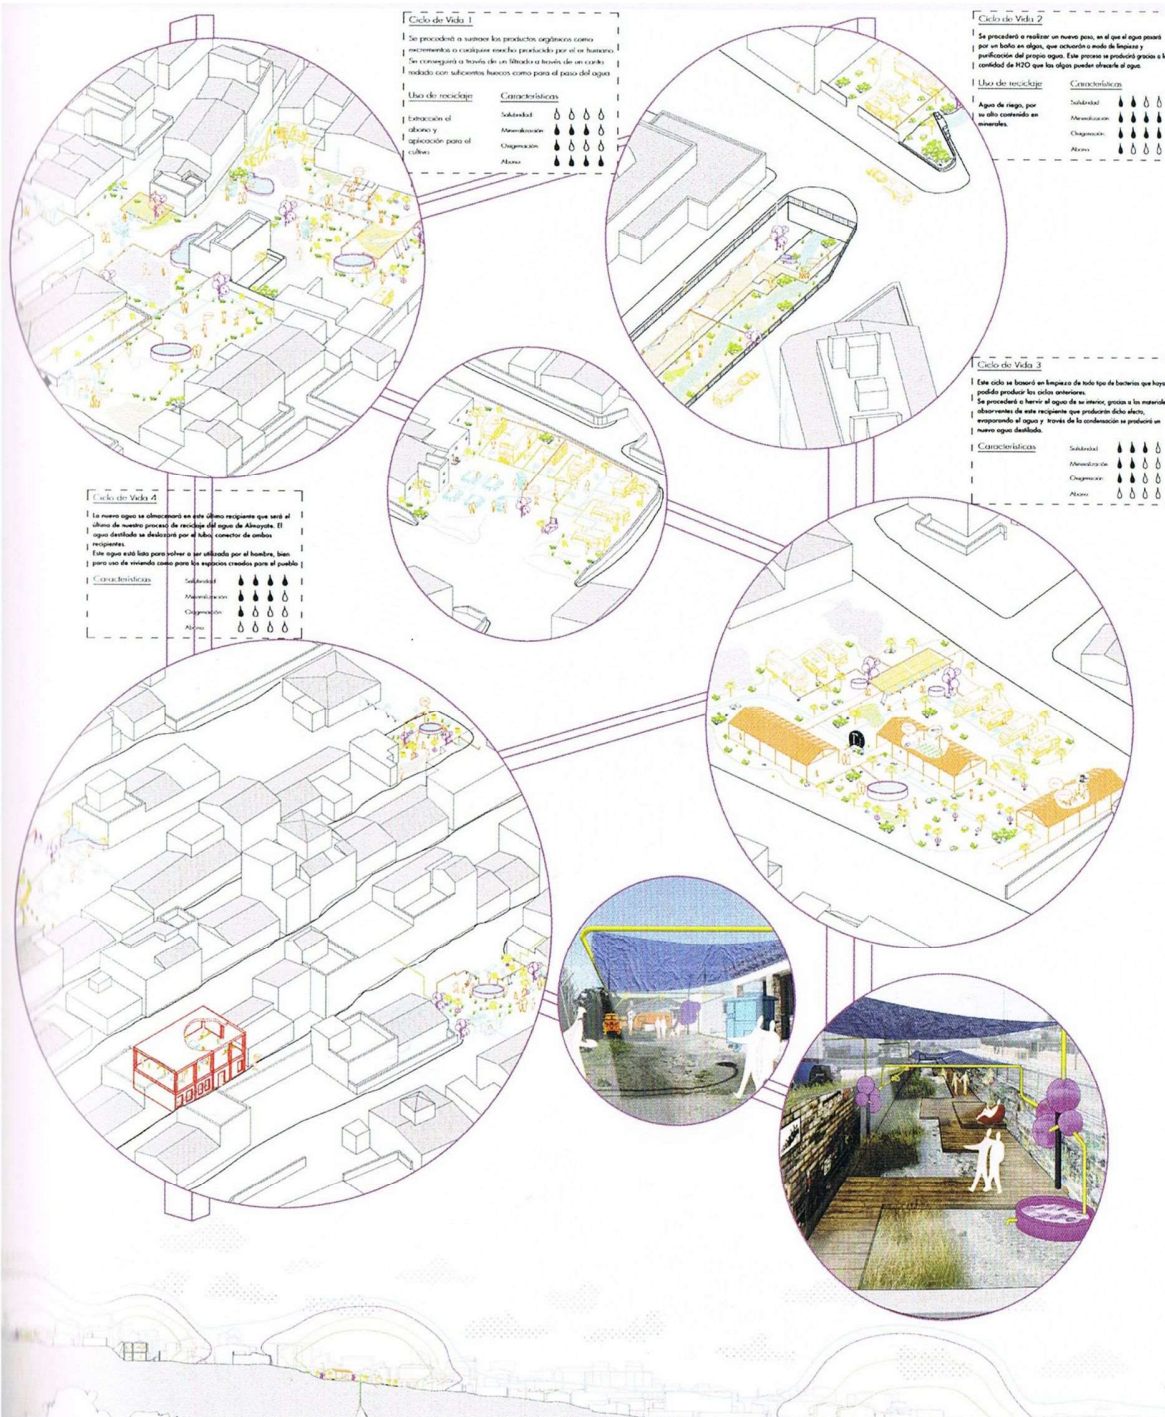 Ciclo de Vida 1
Se procederá a sustraer los productos orgánicos como
excrementos o cualquier desecho producido por el er humano.
Se conseguirá a través de un filtrado a través de un canto
rodado con suficientes huecos como para el paso del agua
Uso de reciclaje
Características
Extracción el
abono y
aplicación para el
cultivo
Salubridad
Mineralización
Oxigenación
Abono
Ciclo de Vida 2
Se procederá a realizar un nuevo paso, en el que el agua pasará
por un baño en algas, que actuarán a modo de limpieza y
purificación del propio agua. Este proceso se producirá gracias a la
cantidad de H2O que las algas pueden ofrecerle al agua.
Uso de reciclaje
Características
Agua de riego, por
su alto contenido en
minerales.
Salubridad
Mineralización
Oxigenación
Abono
Ciclo de Vida 3
Este ciclo se basará en limpieza de todo tipo de bacterias que haya
podido producir los ciclos anteriores.
Se procederá a hervir el agua de su interior, gracias a los materiale
absorventes de este recipiente que producirán dicho efecto,
evaporando el agua y través de la condensación se producirá un
nuevo agua destilada.
Características
Salubridad
Mineralización
Oxigenación
Abono
Ciclo de Vida 4
La nueva agua se almacenará en este último recipiente que será el
último de nuestro proceso de reciclaje del agua de Almayate. El
agua destilada se deslazará por el tubo, conector de ambos
recipientes.
Este agua está lista para volver a ser utilizada por el hombre, bien
para uso de vivienda como para los espacios creados para el pueblo
Características
Salubridad
Mineralización
Oxigenación
Abono